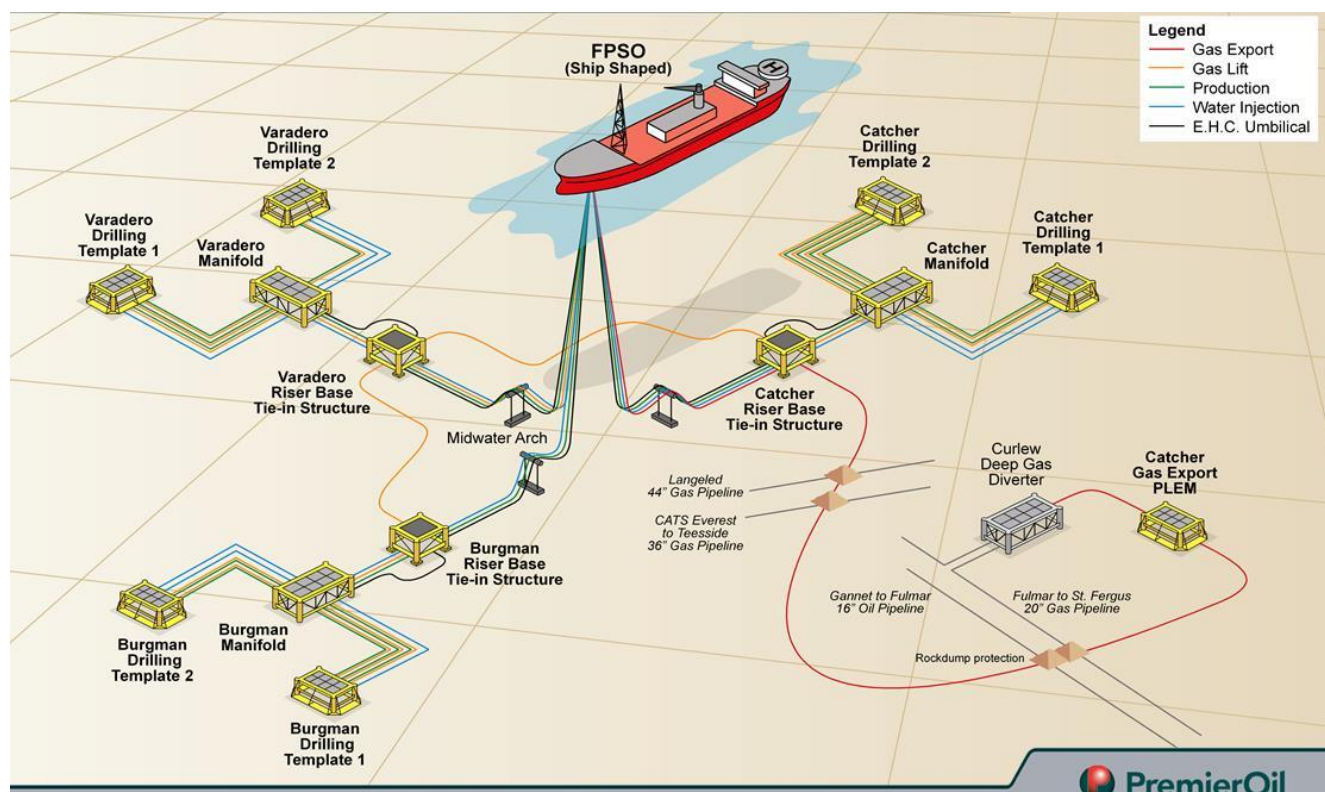 FPSO
(Ship Shaped)
Legend
Gas Export
Gas Lift
Production
Water Injection
E.H.C. Umbilical
H
Varadero
Drilling
Template 2
Catcher
Drilling
Template 2
Varadero
Drilling
Template 1
Varadero
Manifold
Catcher
Manifold
Catcher
Drilling
Template 1
Varadero
Riser Base
Tie-in Structure
Catcher
Riser Base
Tie-in Structure
Midwater Arch
Langeled
44" Gas Pipeline
CATS Everest
to Teesside
36" Gas Pipeline
Curlew
Deep Gas
Diverter
Catcher
Gas Export
PLEM
Burgman
Riser Base
Tie-in Structure
Gannet to Fulmar
16" Oil Pipeline
Fulmar to St. Fergus
20" Gas Pipeline
Burgman
Drilling
Template 2
Burgman
Manifold
Rockdump protection
Burgman
Drilling
Template 1
PremierOil